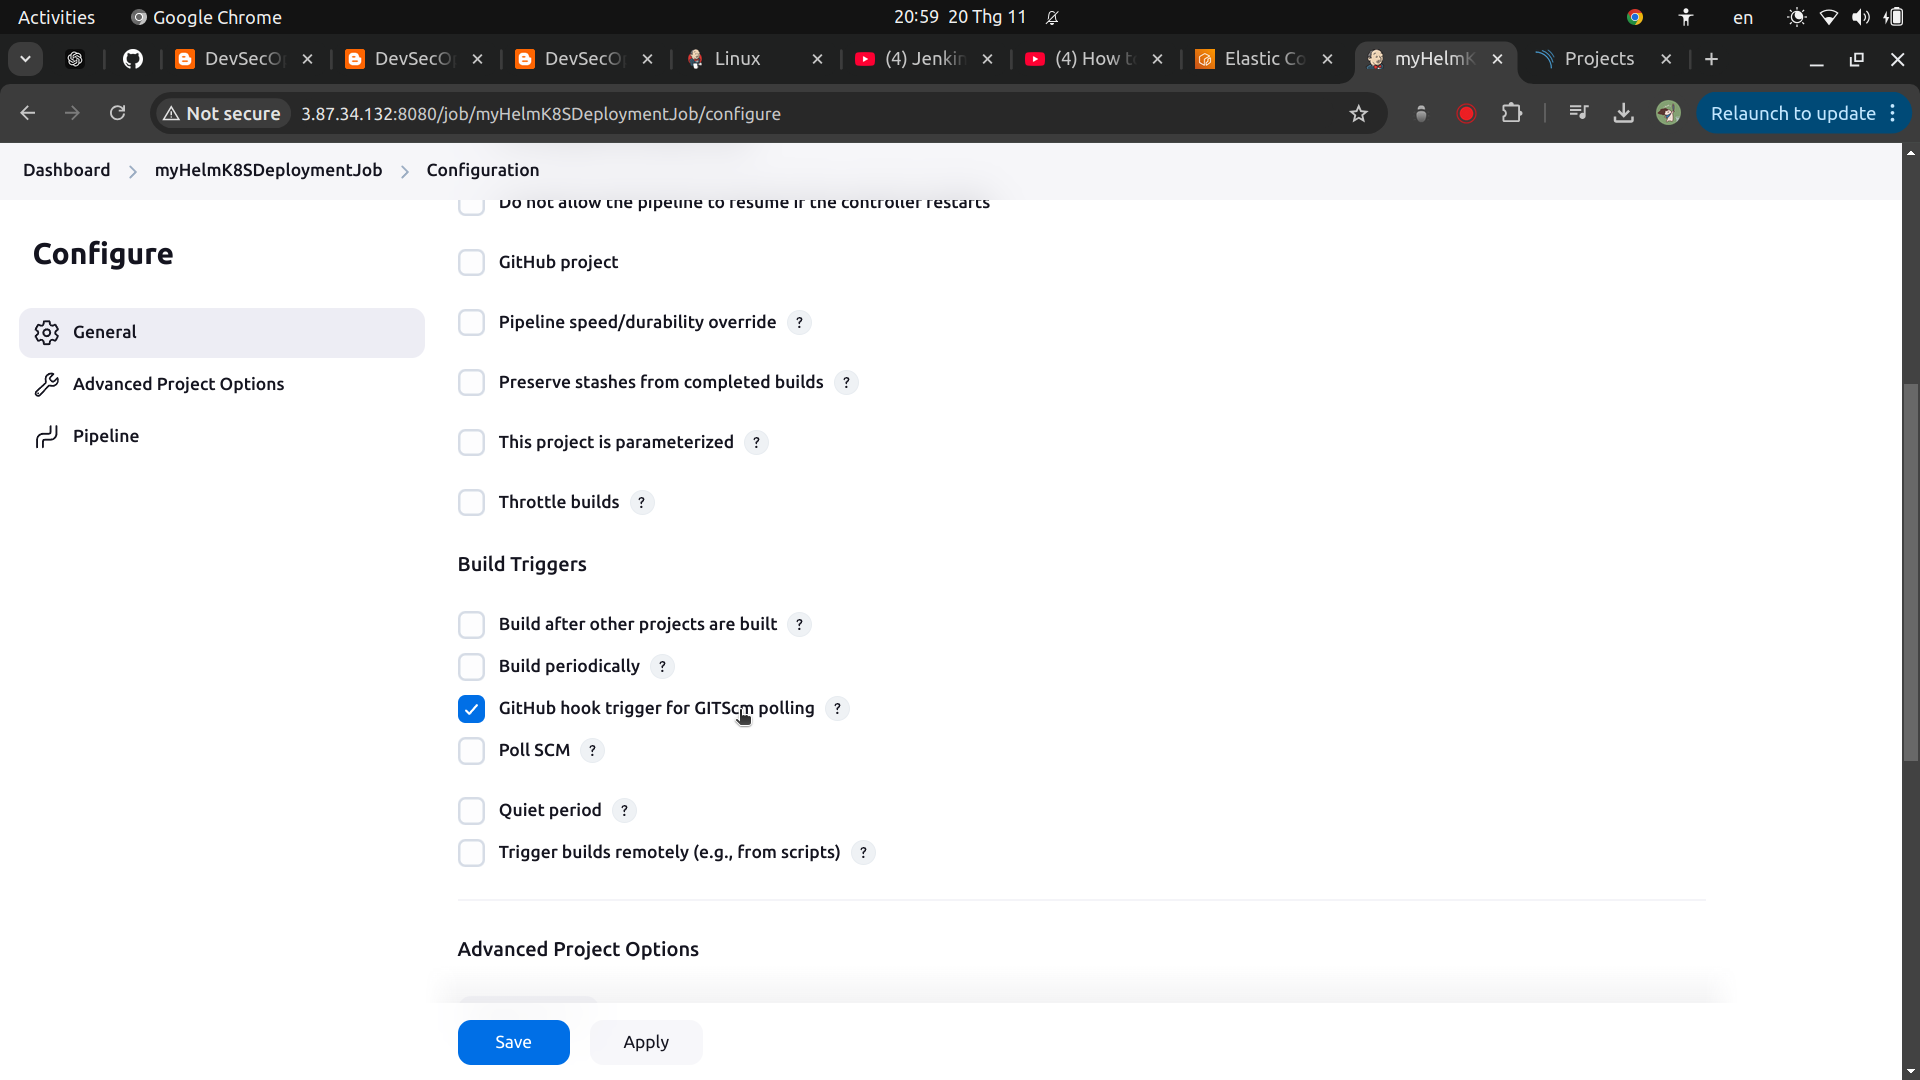 Activities
Google Chrome
20:59 20 Thg 11
en
DevSecO
DevSecO
DevSecO
Linux
(4) Jenkin
(4) How t
Elastic Co
myHelmK
Projects
Not secure
3.87.34.132:8080/job/myHelmK8SDeploymentJob/configure
Relaunch to update
Dashboard
myHelmK8SDeploymentJob
Configuration
Do not allow the pipeline to resume if the controller restarts
Configure
General
Advanced Project Options
Pipeline
GitHub project
Pipeline speed/durability override ?
Preserve stashes from completed builds ?
This project is parameterized ?
Throttle builds ?
Build Triggers
Build after other projects are built ?
Build periodically ?
GitHub hook trigger for GITScm polling ?
Poll SCM ?
Quiet period ?
Trigger builds remotely (e.g., from scripts) ?
Advanced Project Options
Save
Apply